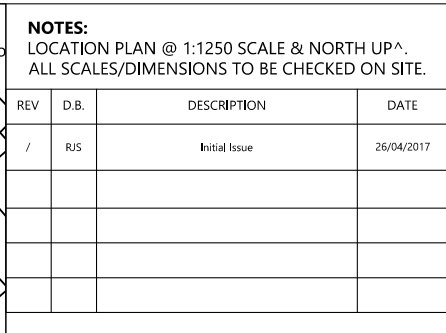 NOTES:
LOCATION PLAN @ 1:1250 SCALE & NORTH UP^.
ALL SCALES/DIMENSIONS TO BE CHECKED ON SITE.
REV D.B. DESCRIPTION DATE
/ RJS Initial Issue 26/04/2017